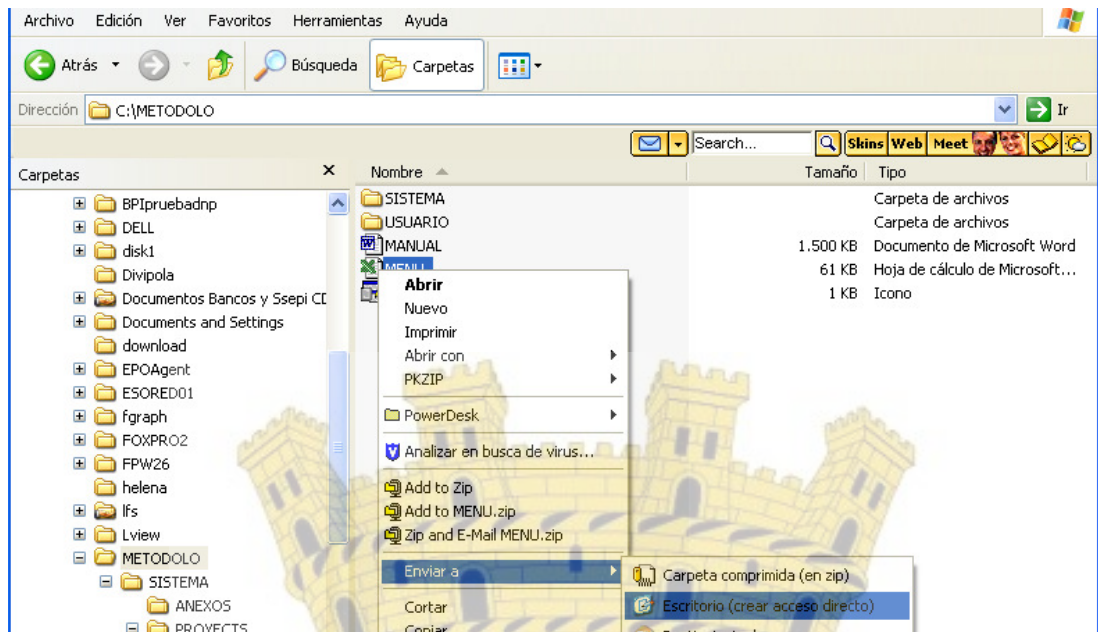 Archivo Edición Ver Favoritos Herramientas Ayuda
Atrás Búsqueda Carpetas
Dirección C:\METODOLO Ir
Search... Skins Web Meet
Carpetas
Nombre Tamaño Tipo
BPIpruebadnp
DELL
disk1
Divipola
Documentos Bancos y Ssepi CD
Documents and Settings
download
EPOAgent
ESORED01
fgraph
FOXPRO2
FPW26
helena
lfs
Lview
METODOLO
SISTEMA
ANEXOS
PROYECTS
SISTEMA Carpeta de archivos
USUARIO Carpeta de archivos
MANUAL 1.500 KB Documento de Microsoft Word
MENU 61 KB Hoja de cálculo de Microsoft...
1 KB Icono
Abrir
Nuevo
Imprimir
Abrir con
PKZIP
PowerDesk
Analizar en busca de virus...
Add to Zip
Add to MENU.zip
Zip and E-Mail MENU.zip
Enviar a
Cortar
Copiar
Carpeta comprimida (en zip)
Escritorio (crear acceso directo)